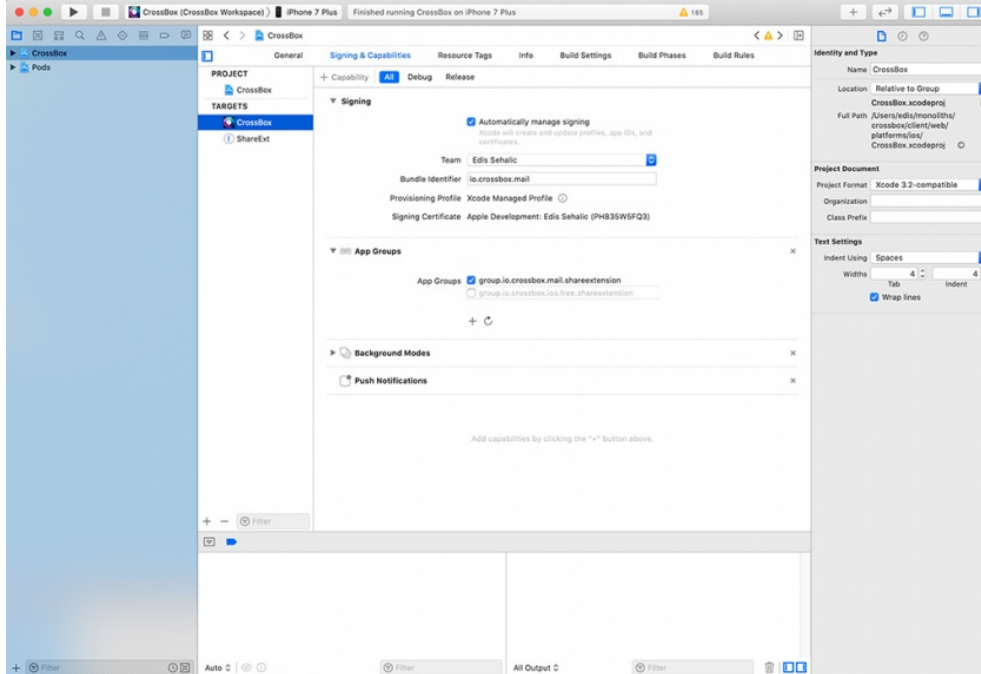 CrossBox (CrossBox Workspace) iPhone 7 Plus Finished running CrossBox on iPhone 7 Plus 185
CrossBox
Pods
CrossBox
General Signing & Capabilities Resource Tags Info Build Settings Build Phases Build Rules
PROJECT
CrossBox
TARGETS
CrossBox
ShareExt
+ Capability All Debug Release
Signing
Automatically manage signing
Xcode will create and update profiles, app IDs, and
certificates.
Team Edis Sehalic
Bundle Identifier io.crossbox.mail
Provisioning Profile Xcode Managed Profile
Signing Certificate Apple Development: Edis Sehalic (PH835W5FQ3)
App Groups
App Groups group.io.crossbox.mail.shareextension
group.io.crossbox.ios.free.shareextension
Background Modes
Push Notifications
Add capabilities by clicking the "+" button above.
Filter
Identity and Type
Name CrossBox
Location Relative to Group
CrossBox.xcodeproj
Full Path /Users/edis/monoliths/
crossbox/client/web/
platforms/ios/
CrossBox.xcodeproj
Project Document
Project Format Xcode 3.2-compatible
Organization
Class Prefix
Text Settings
Indent Using Spaces
Widths 4 4
Tab Indent
Wrap lines
Filter
Auto Filter All Output Filter